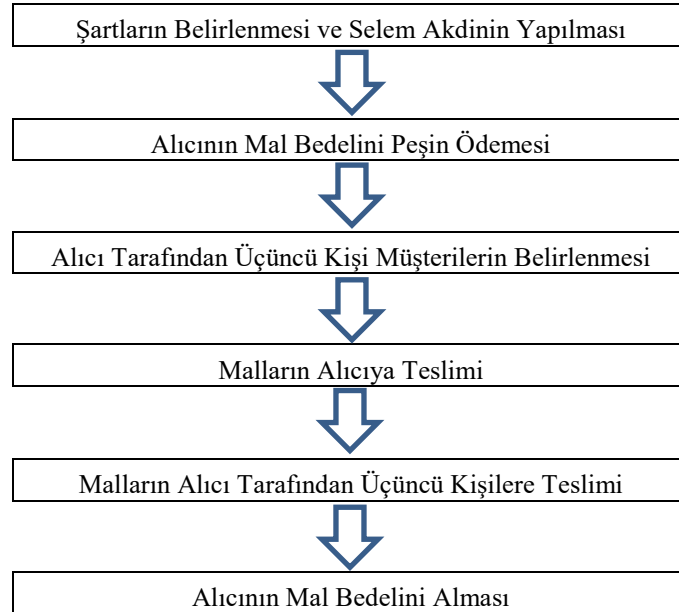 Şartların Belirlenmesi ve Selem Akdinin Yapılması
Alıcının Mal Bedelini Peşin Ödemesi
Alıcı Tarafından Üçüncü Kişi Müşterilerin Belirlenmesi
Malların Alıcıya Teslimi
Malların Alıcı Tarafından Üçüncü Kişilere Teslimi
Alıcının Mal Bedelini Alması